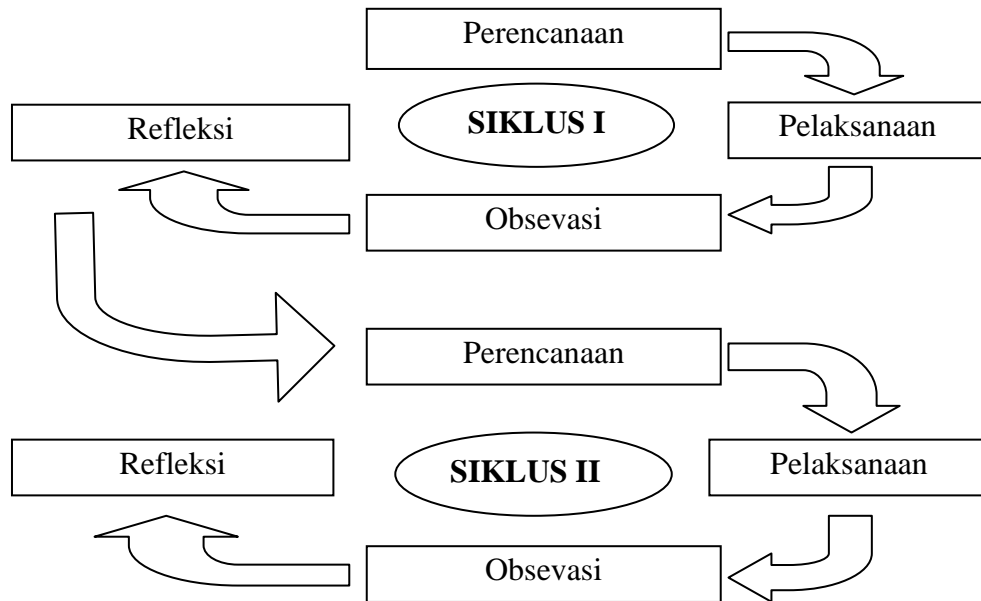 Perencanaan
Refleksi
SIKLUS I
Pelaksanaan
Obsevasi
Perencanaan
Refleksi
SIKLUS II
Pelaksanaan
Obsevasi